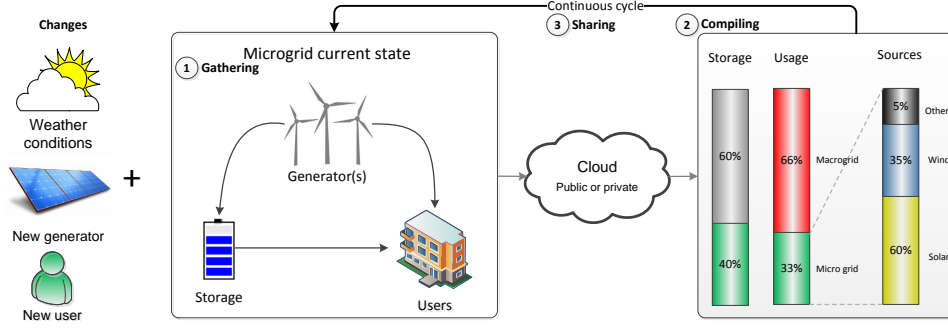 Changes
Weather
conditions
+
New generator
New user
Continuous cycle
3 Sharing
Microgrid current state
1 Gathering
Generator(s)
Storage
Users
Cloud
Public or private
2 Compiling
Storage
Usage
Sources
60%
40%
66%
33%
Macrogrid
Micro grid
5%
35%
60%
Other
Wind
Solar